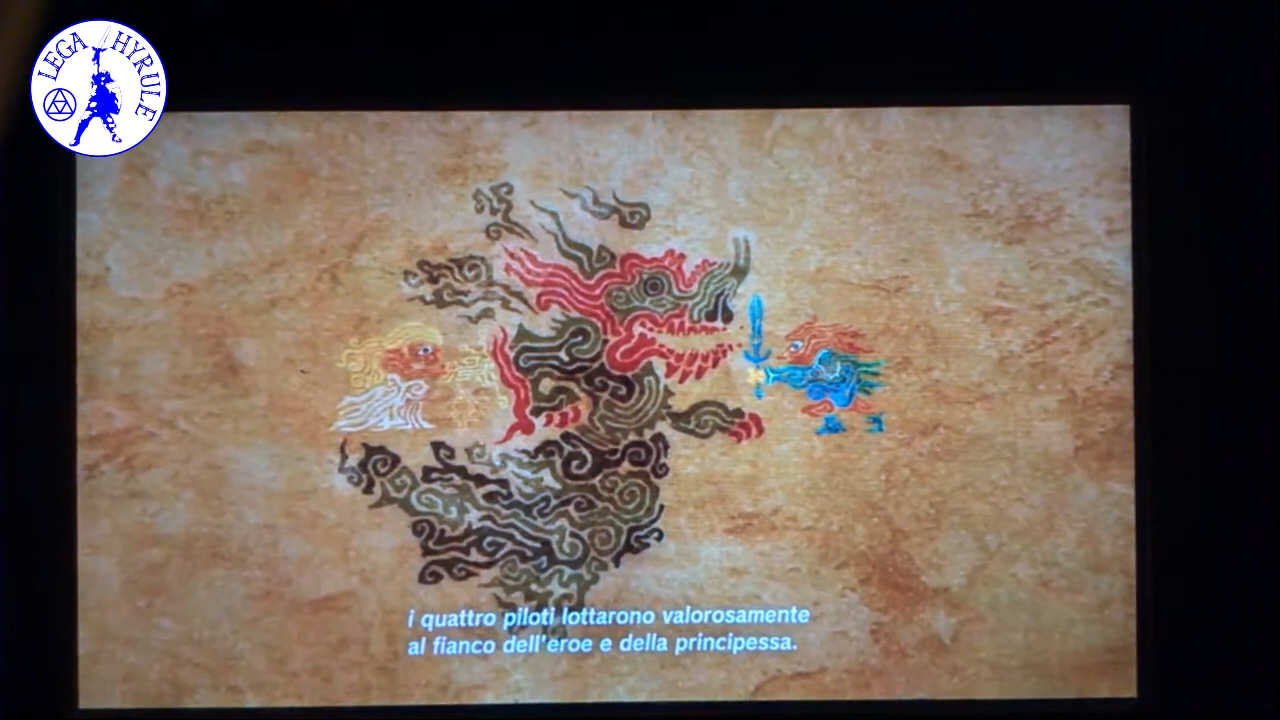 LEGA HYRULE
i quattro piloti lottarono valorosamente
al fianco dell'eroe e della principessa.